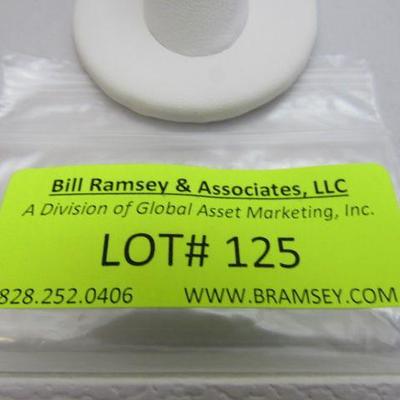 Bill Ramsey & Associates, LLC
A Division of Global Asset Marketing, Inc.
LOT# 125
828.252.0406 WWW.BRAMSEY.COM